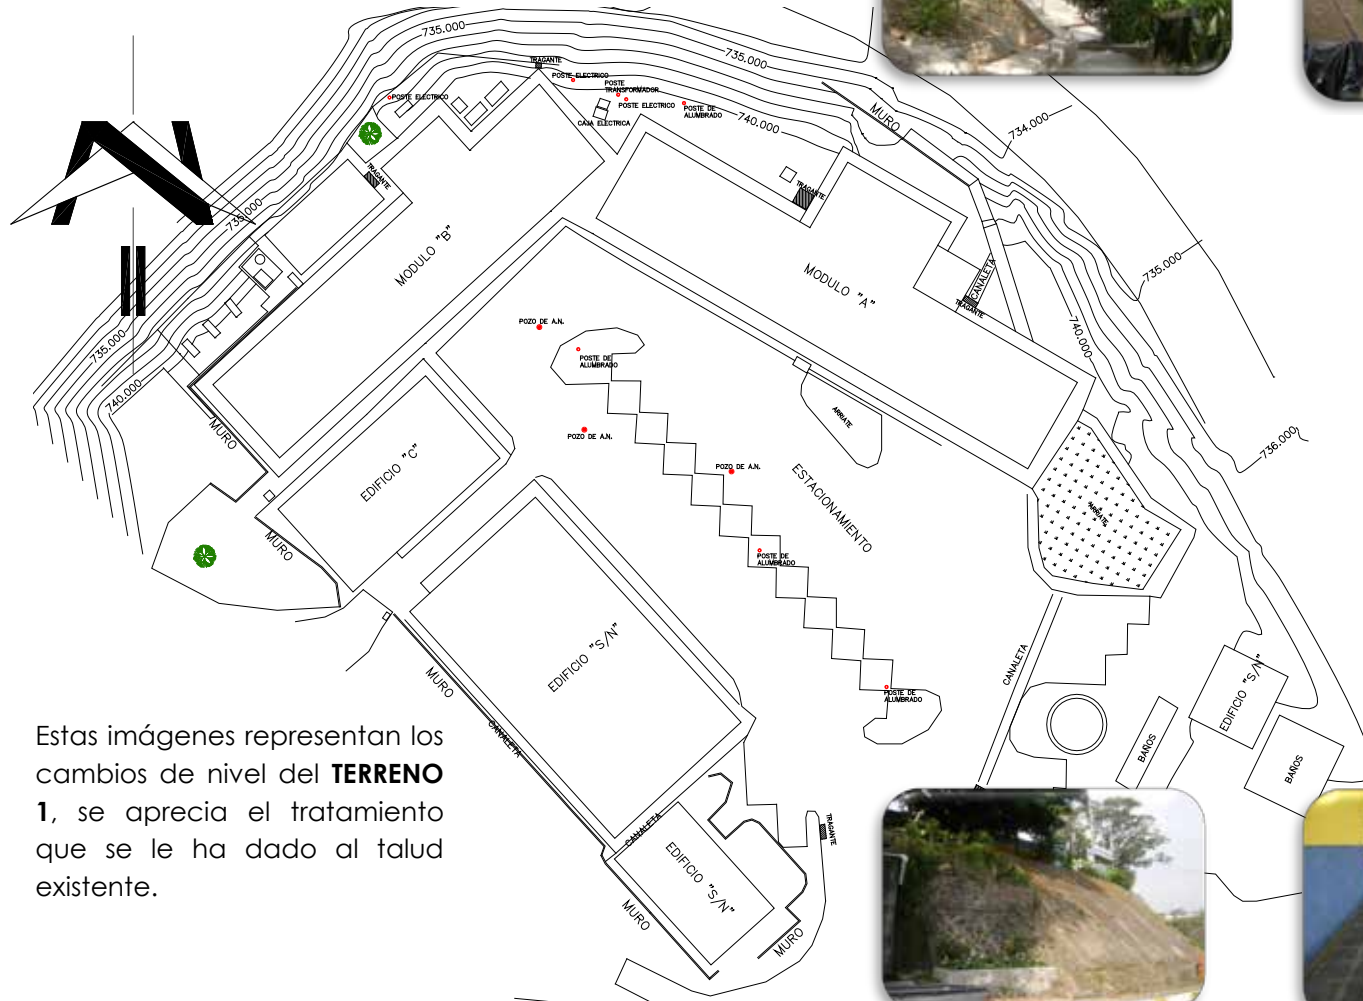 735.000
735.000
TRAGANTE
POSTE ELECTRICO
POSTE
TRANSFORMADOR
POSTE ELECTRICO
POSTE ELECTRICO
POSTE DE
ALUMBRADO
CAJA ELECTRICA
740.000
MURO
734.000
TRAGANTE
TRAGANTE
735.000
MODULO "B"
MODULO "A"
CANALETA
TRAGANTE
735.000
740.000
735.000
740.000
POZO DE A.N.
POSTE DE
ALUMBRADO
ARRIATE
MURO
POZO DE A.N.
736.000
EDIFICIO "C"
POZO DE A.N.
ESTACIONAMIENTO
ARRIATE
MURO
POSTE DE
ALUMBRADO
EDIFICIO "S/N"
CANALETA
MURO
POSTE DE
ALUMBRADO
EDIFICIO "S/N"
CANALETA
BAÑOS
BAÑOS
Estas imágenes representan los
cambios de nivel del TERRENO
1, se aprecia el tratamiento
que se le ha dado al talud
existente.
CANALETA
TRAGANTE
EDIFICIO "S/N"
MURO
MURO